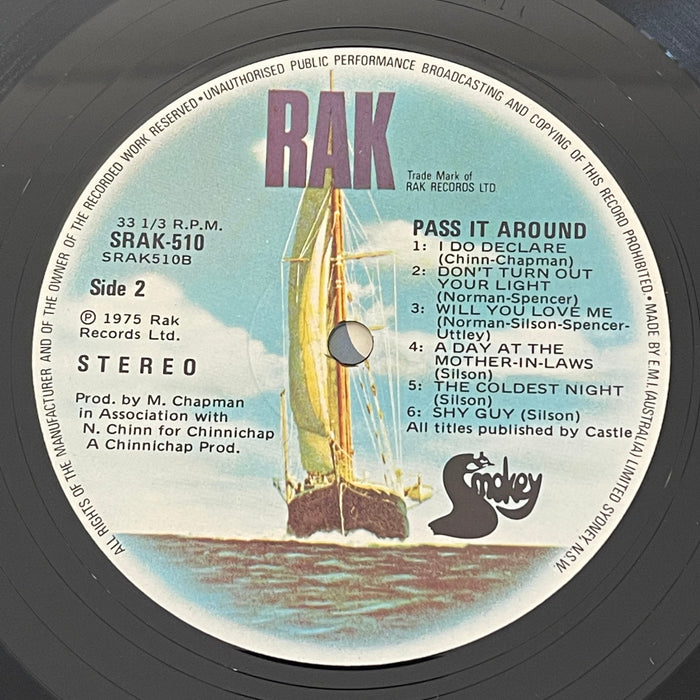 ALL RIGHTS OF THE MANUFACTURER AND OF THE OWNER OF THE RECORDED WORK RESERVED • UNAUTHORISED PUBLIC PERFORMANCE BROADCASTING AND COPYING OF THIS RECORD PROHIBITED. • MADE BY E.M.I. (AUSTRALIA) LIMITED SYDNEY, N.S.W.
RAK
Trade Mark of
RAK RECORDS LTD.
33 1/3 R.P.M.
SRAK-510
SRAK510B
Side 2
Ⓟ 1975 Rak
Records Ltd.
STEREO
Prod. by M. Chapman
in Association with
N. Chinn for Chinnichap
A Chinnichap Prod.
PASS IT AROUND
1: I DO DECLARE
(Chinn-Chapman)
2: DON'T TURN OUT
YOUR LIGHT
(Norman-Spencer)
3: WILL YOU LOVE ME
(Norman-Silson-Spencer-
Uttley)
4: A DAY AT THE
MOTHER-IN-LAWS
(Silson)
5: THE COLDEST NIGHT
(Silson)
6: SHY GUY (Silson)
All titles published by Castle
Smokey